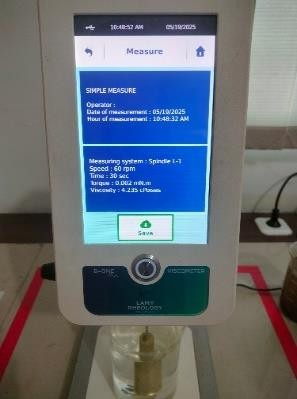 10:48:52 AM 05/19/2025
Measure
SIMPLE MEASURE
Operator :
Date of measurement : 05/19/2025
Hour of measurement : 10:48:32 AM
Measuring system : Spindle L-1
Speed : 60 rpm
Time : 30 sec
Torque : 0.002 mN.m
Viscosity : 4.235 cPoises
Save
B-ONE VISCOMETER
LAMY
RHEOLOGY